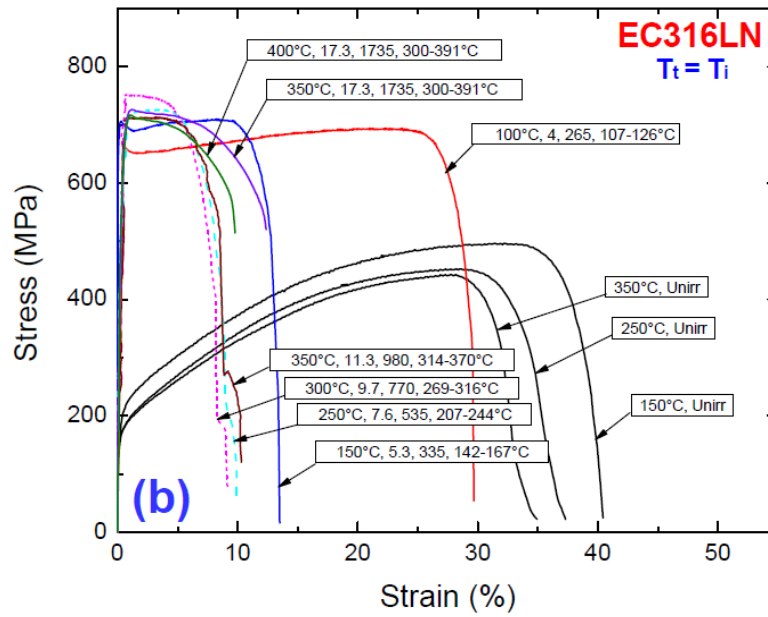 EC316LN
Tt = Ti
400°C, 17.3, 1735, 300-391°C
350°C, 17.3, 1735, 300-391°C
100°C, 4, 265, 107-126°C
350°C, Unirr
250°C, Unirr
150°C, Unirr
350°C, 11.3, 980, 314-370°C
300°C, 9.7, 770, 269-316°C
250°C, 7.6, 535, 207-244°C
150°C, 5.3, 335, 142-167°C
(b)
Stress (MPa)
800
600
400
200
0
0 10 20 30 40 50
Strain (%)